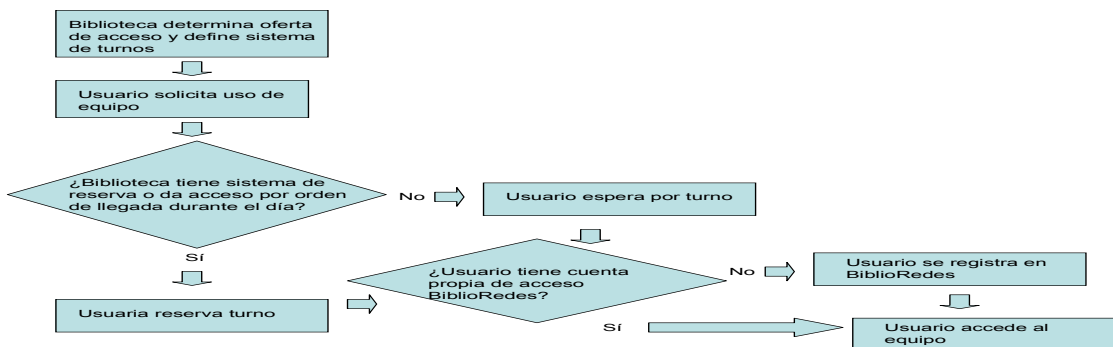 Biblioteca determina oferta
de acceso y define sistema
de turnos
Usuario solicita uso de
equipo
¿Biblioteca tiene sistema de
reserva o da acceso por orden
de llegada durante el día?
No
Usuario espera por turno
Sí
Usuaria reserva turno
¿Usuario tiene cuenta
propia de acceso
BiblioRedes?
No
Usuario se registra en
BiblioRedes
Sí
Usuario accede al
equipo